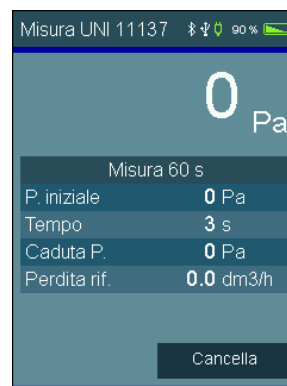 Misura UNI 11137 90 %
0 Pa
Misura 60 s
P. iniziale 0 Pa
Tempo 3 s
Caduta P. 0 Pa
Perdita rif. 0.0 dm3/h
Cancella